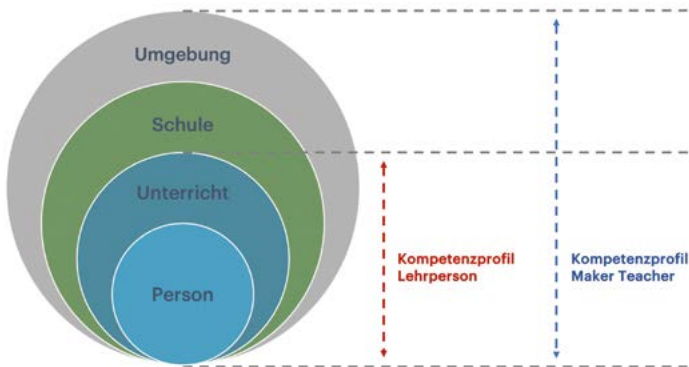 Umgebung
Schule
Unterricht
Person
Kompetenzprofil
Lehrperson
Kompetenzprofil
Maker Teacher